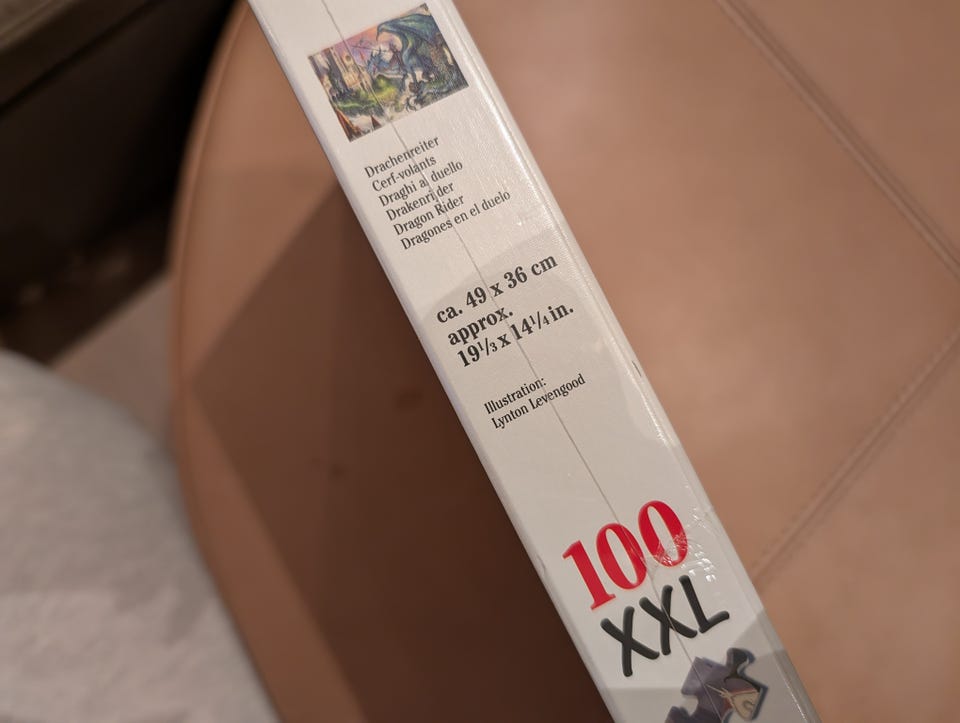 Drachenreiter
Cerf-volants
Draghi al duello
Drakenrijder
Dragon Rider
Dragones en el duelo
ca. 49 x 36 cm
approx.
19⅓ x 14¼ in.
Illustration:
Lynton Levengood
100
XXL